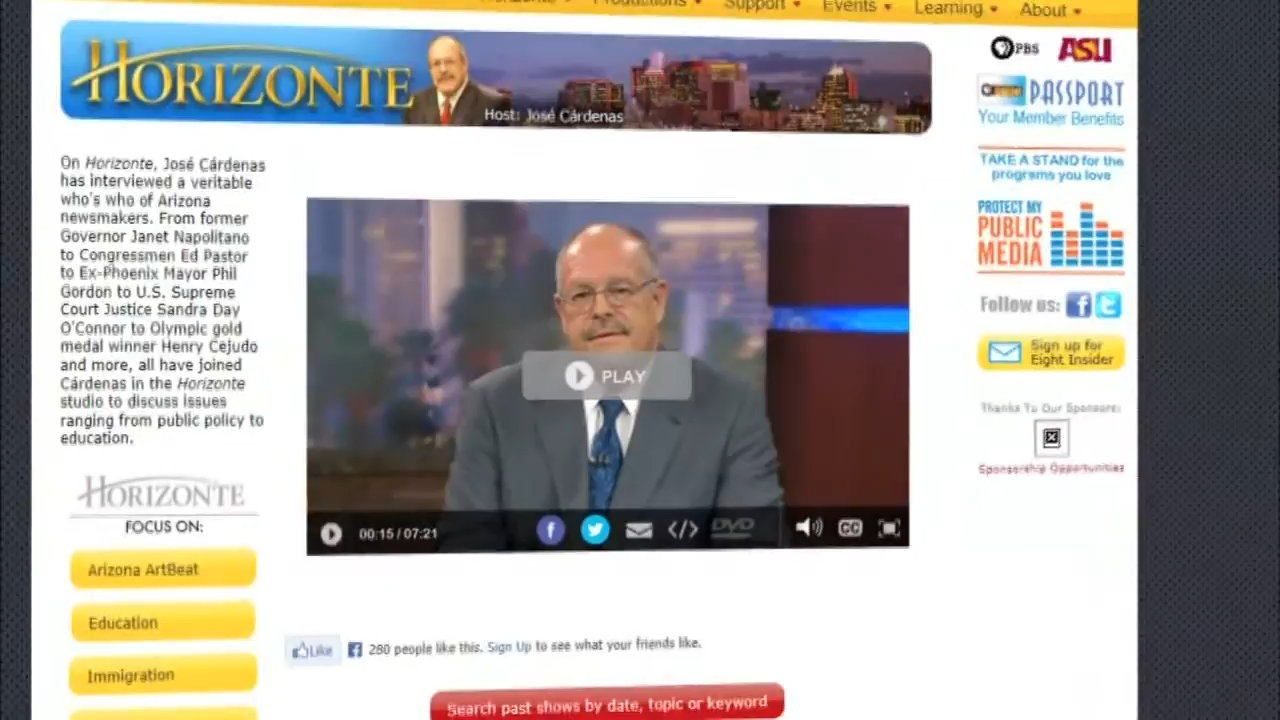 Horizonte Productions Support Events Learning About
HORIZONTE
Host: José Cárdenas
PBS ASU
PASSPORT
Your Member Benefits
TAKE A STAND for the
programs you love
PROTECT MY
PUBLIC
MEDIA
Follow us:
Sign up for
Eight Insider
Thanks To Our Sponsors:
Sponsorship Opportunities
On Horizonte, José Cárdenas
has interviewed a veritable
who's who of Arizona
newsmakers. From former
Governor Janet Napolitano
to Congressmen Ed Pastor
to Ex-Phoenix Mayor Phil
Gordon to U.S. Supreme
Court Justice Sandra Day
O'Connor to Olympic gold
medal winner Henry Cejudo
and more, all have joined
Cárdenas in the Horizonte
studio to discuss issues
ranging from public policy to
education.
HORIZONTE
FOCUS ON:
Arizona ArtBeat
Education
Immigration
PLAY
00:15 / 07:21
DVD
CC
Like
280 people like this. Sign Up to see what your friends like.
Search past shows by date, topic or keyword